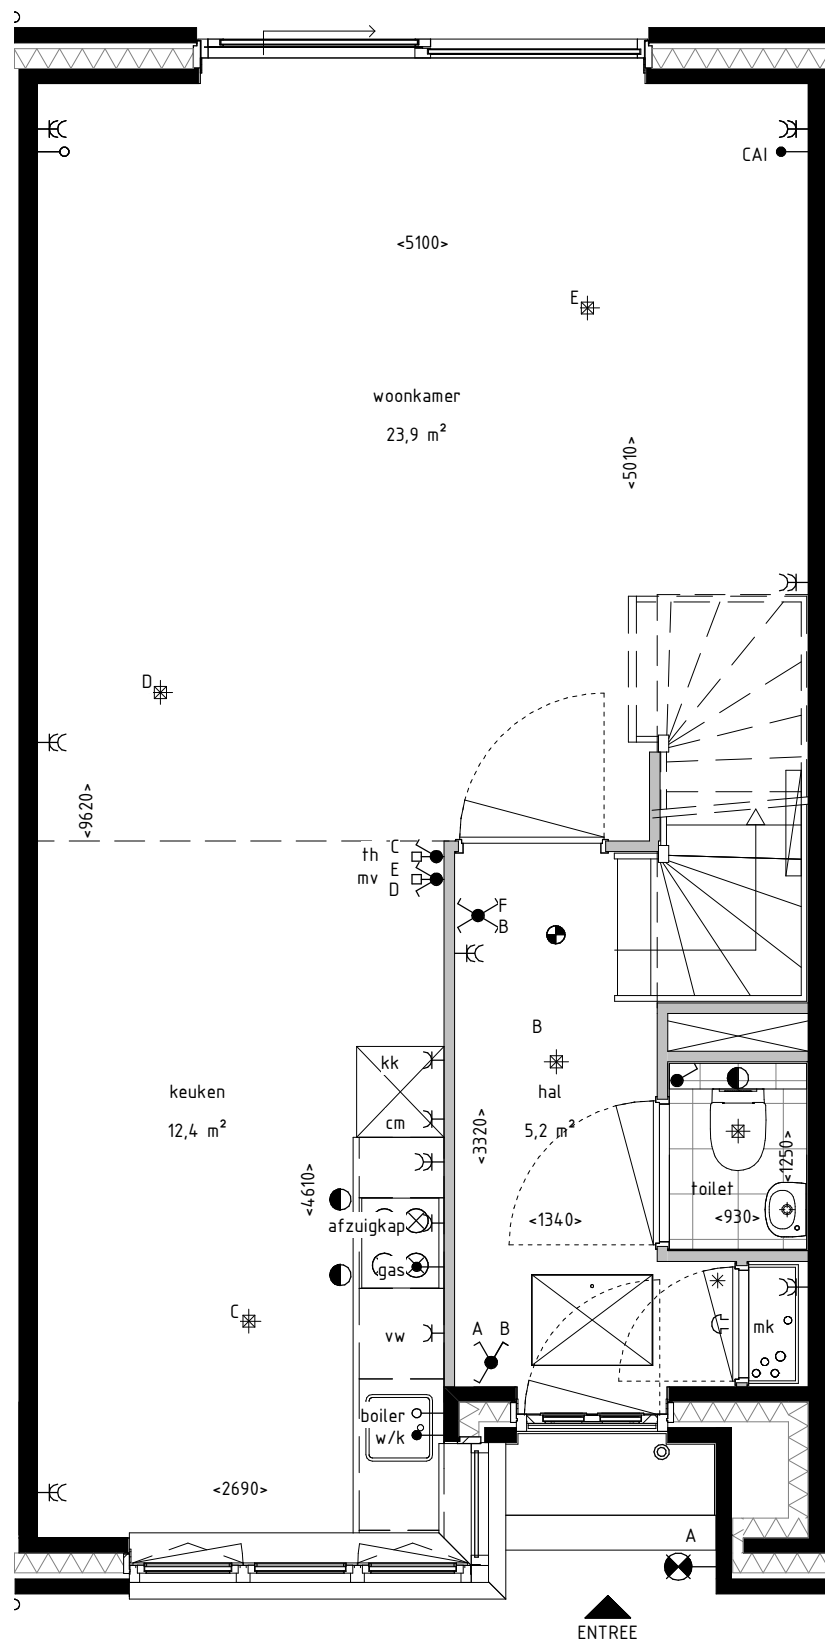 CAI
<5100>
E
woonkamer
23,9 m²
<5010>
D
<9620>
C
th
E
mv
D
F
B
B
kk
keuken
hal
12,4 m²
cm
<3320>
5,2 m²
<1250>
<4610>
toilet
afzuigkap
<1340>
<930>
gas
C
vw
A B
mk
boiler
w/k
<2690>
A
ENTREE